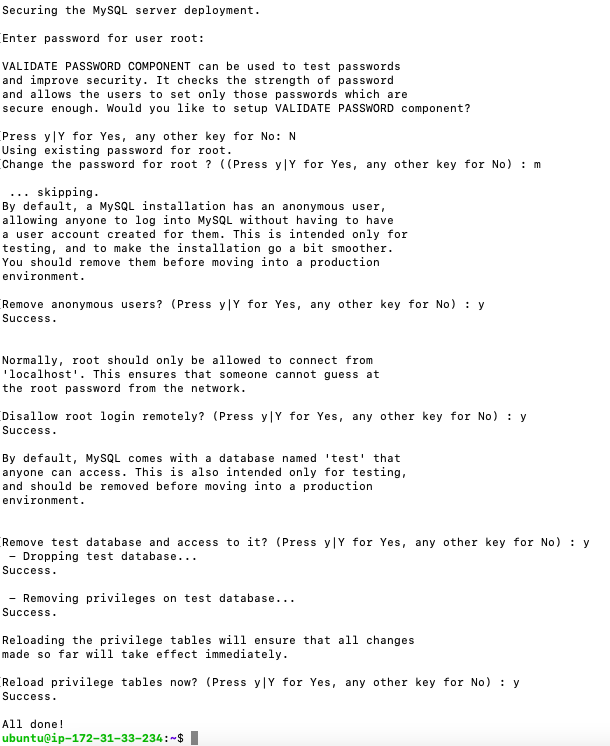 Securing the MySQL server deployment.
[Enter password for user root:
VALIDATE PASSWORD COMPONENT can be used to test passwords
and improve security. It checks the strength of password
and allows the users to set only those passwords which are
secure enough. Would you like to setup VALIDATE PASSWORD component?
[Press y|Y for Yes, any other key for No: N
Using existing password for root.
[Change the password for root ? ((Press y|Y for Yes, any other key for No) : m
... skipping.
By default, a MySQL installation has an anonymous user,
allowing anyone to log into MySQL without having to have
a user account created for them. This is intended only for
testing, and to make the installation go a bit smoother.
You should remove them before moving into a production
environment.
[Remove anonymous users? (Press y|Y for Yes, any other key for No) : y
Success.
Normally, root should only be allowed to connect from
'localhost'. This ensures that someone cannot guess at
the root password from the network.
[Disallow root login remotely? (Press y|Y for Yes, any other key for No) : y
Success.
By default, MySQL comes with a database named 'test' that
anyone can access. This is also intended only for testing,
and should be removed before moving into a production
environment.
[Remove test database and access to it? (Press y|Y for Yes, any other key for No) : y
- Dropping test database...
Success.
- Removing privileges on test database...
Success.
Reloading the privilege tables will ensure that all changes
made so far will take effect immediately.
[Reload privilege tables now? (Press y|Y for Yes, any other key for No) : y
Success.
All done!
ubuntu@ip-172-31-33-234:~$